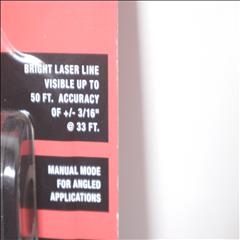 BRIGHT LASER LINE
VISIBLE UP TO
50 FT. ACCURACY
OF +/- 3/16"
@ 33 FT.
MANUAL MODE
FOR ANGLED
APPLICATIONS